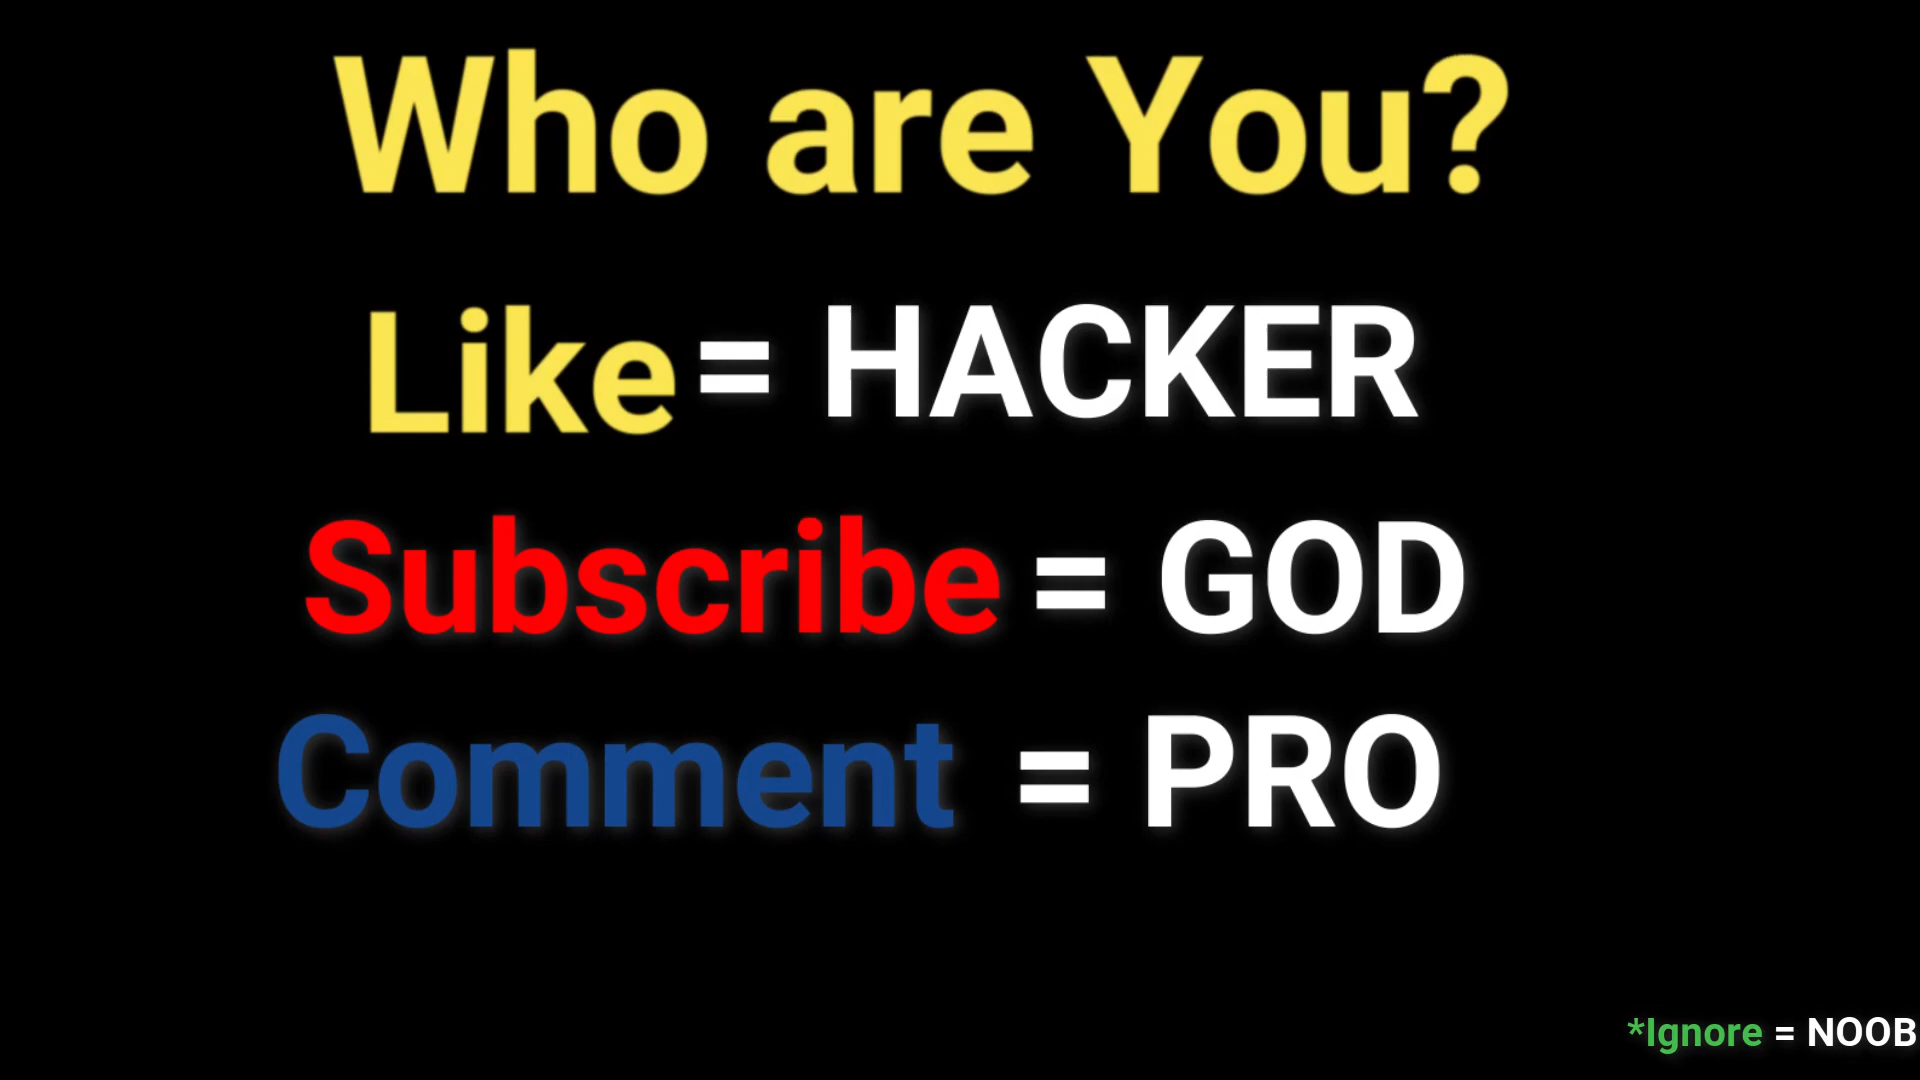 Who are You?
Like = HACKER
Subscribe = GOD
Comment = PRO
*Ignore = NOOB